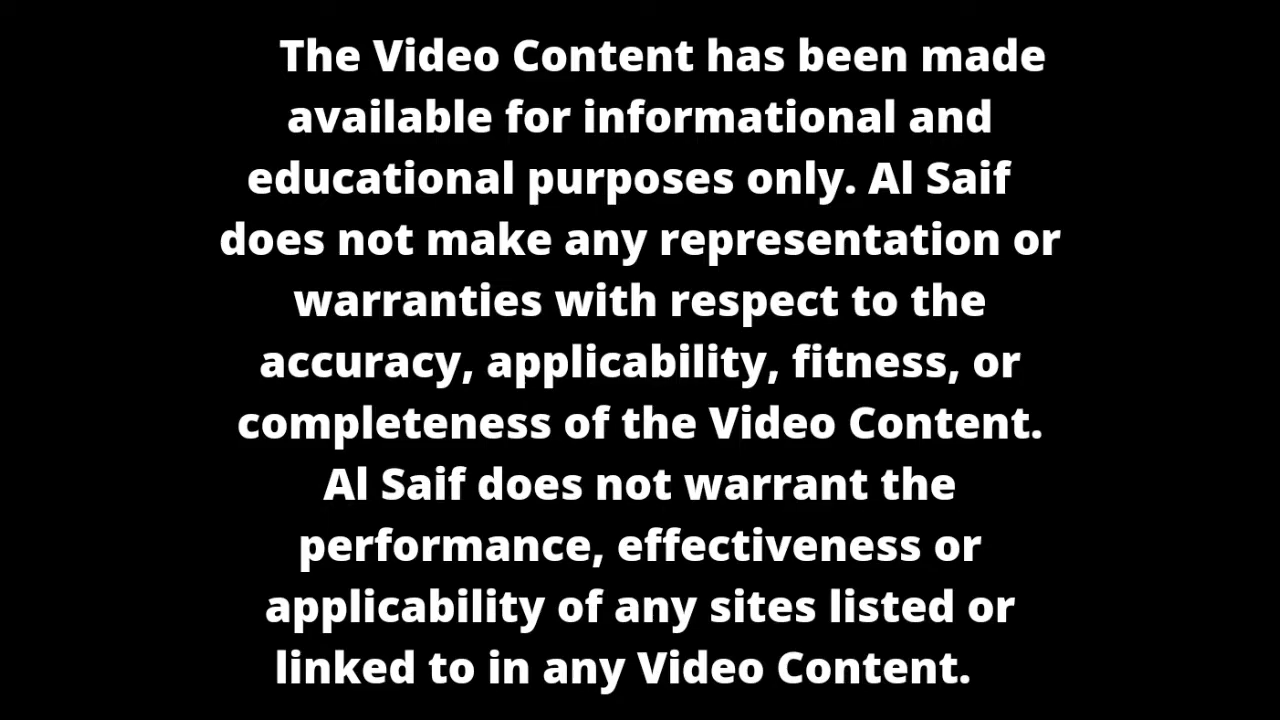 The Video Content has been made
available for informational and
educational purposes only. Al Saif
does not make any representation or
warranties with respect to the
accuracy, applicability, fitness, or
completeness of the Video Content.
Al Saif does not warrant the
performance, effectiveness or
applicability of any sites listed or
linked to in any Video Content.